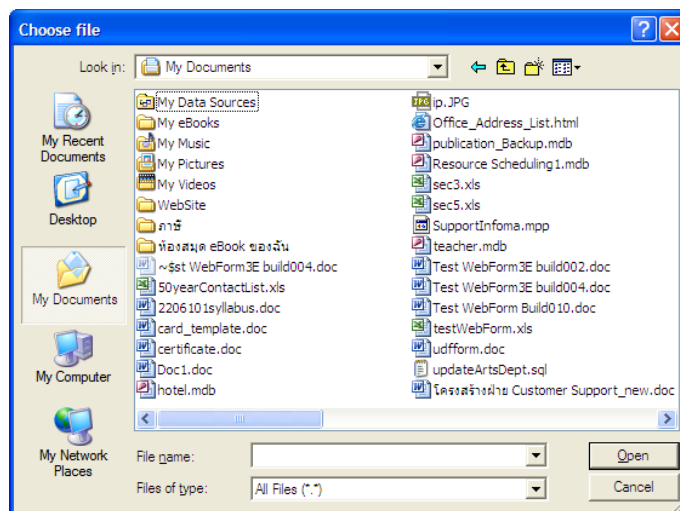 Choose file
Look in:
My Documents
My Recent
Documents
Desktop
My Documents
My Computer
My Network
Places
My Data Sources
My eBooks
My Music
My Pictures
My Videos
WebSite
ภาษี
ห้องสมุด eBook ของฉัน
~$st WebForm3E build004.doc
50yearContactList.xls
2206101syllabus.doc
card_template.doc
certificate.doc
Doc1.doc
hotel.mdb
ip.JPG
Office_Address_List.html
publication_Backup.mdb
Resource Scheduling1.mdb
sec3.xls
sec5.xls
SupportInfoma.mpp
teacher.mdb
Test WebForm3E build002.doc
Test WebForm3E build004.doc
Test WebForm Build010.doc
testWebForm.xls
udfform.doc
updateArtsDept.sql
โครงสร้างฝ่าย Customer Support_new.doc
File name:
Open
Files of type:
All Files (*.*)
Cancel